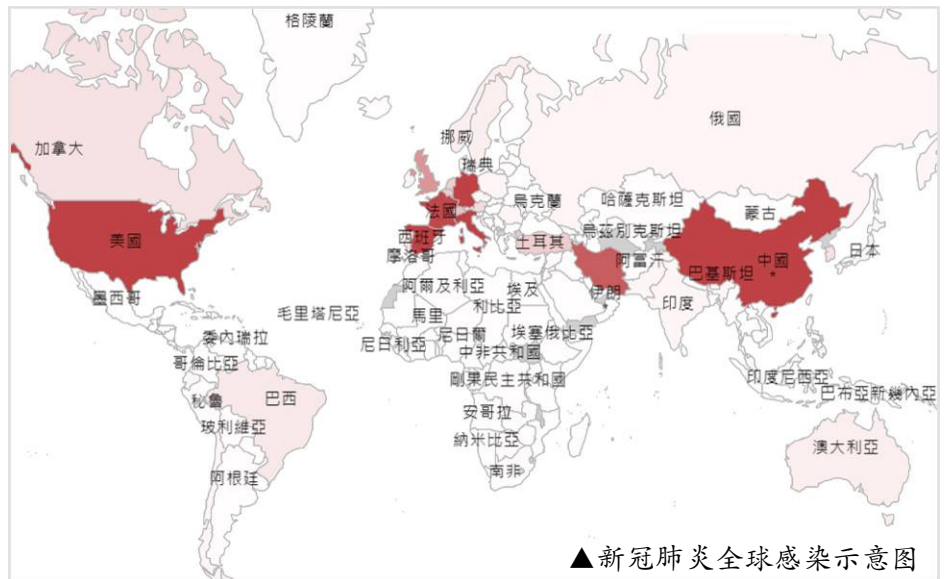 格陵蘭
俄國
挪威
加拿大
瑞典
烏克蘭
哈薩克斯坦
蒙古
法國
美國
西班牙
土耳其
烏茲別克斯坦
日本
摩洛哥
阿富汗
中國
巴基斯坦
墨西哥
阿爾及利亞
埃及
伊朗
毛里塔尼亞
馬里
利比亞
印度
委內瑞拉
尼日利亞
尼日爾
埃塞俄比亞
哥倫比亞
中非共和國
剛果民主共和國
印度尼西亞
巴布亞新幾內亞
秘魯
巴西
安哥拉
玻利維亞
納米比亞
澳大利亞
阿根廷
南非
▲新冠肺炎全球感染示意图